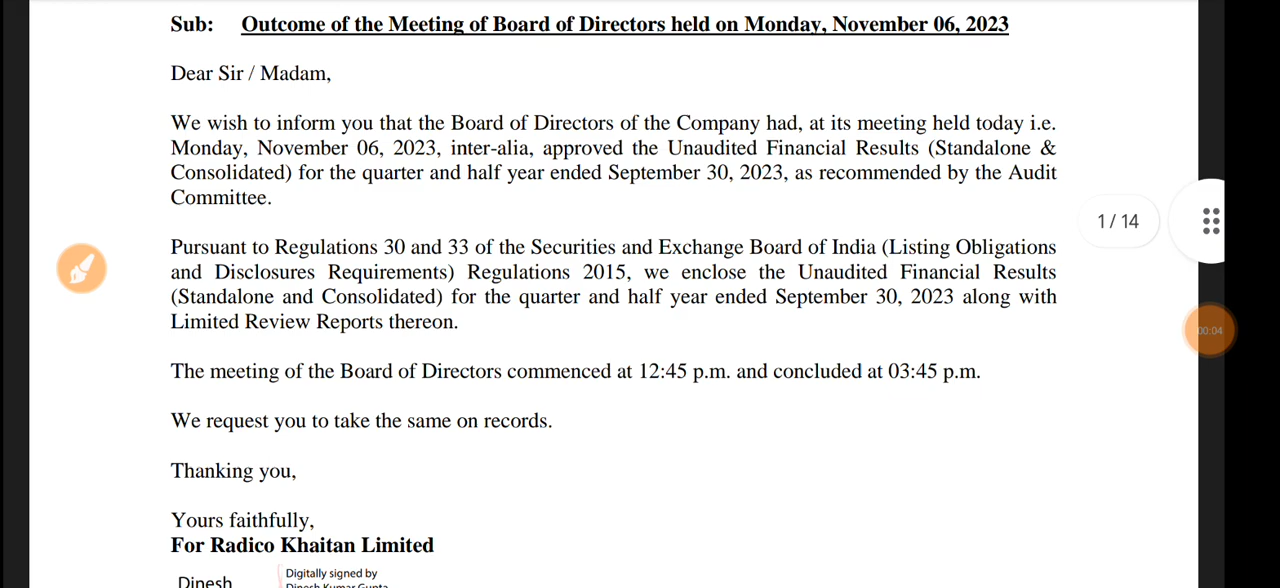 Sub: Outcome of the Meeting of Board of Directors held on Monday, November 06, 2023
Dear Sir / Madam,
We wish to inform you that the Board of Directors of the Company had, at its meeting held today i.e.
Monday, November 06, 2023, inter-alia, approved the Unaudited Financial Results (Standalone &
Consolidated) for the quarter and half year ended September 30, 2023, as recommended by the Audit
Committee.
1 / 14
Pursuant to Regulations 30 and 33 of the Securities and Exchange Board of India (Listing Obligations
and Disclosures Requirements) Regulations 2015, we enclose the Unaudited Financial Results
(Standalone and Consolidated) for the quarter and half year ended September 30, 2023 along with
Limited Review Reports thereon.
00:04
The meeting of the Board of Directors commenced at 12:45 p.m. and concluded at 03:45 p.m.
We request you to take the same on records.
Thanking you,
Yours faithfully,
For Radico Khaitan Limited
Dinesh
Digitally signed by
Dinesh Kumar Gupta